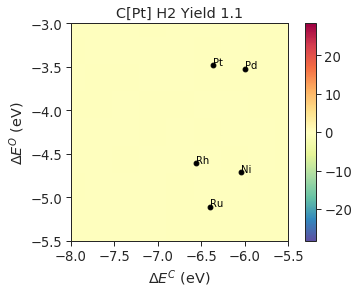 C[Pt] H2 Yield 1.1
−3.0
−3.5
−4.0
−4.5
−5.0
−5.5
ΔE^O (eV)
Pt
Pd
Rh
Ni
Ru
−8.0 −7.5 −7.0 −6.5 −6.0 −5.5
ΔE^C (eV)
20
10
0
−10
−20